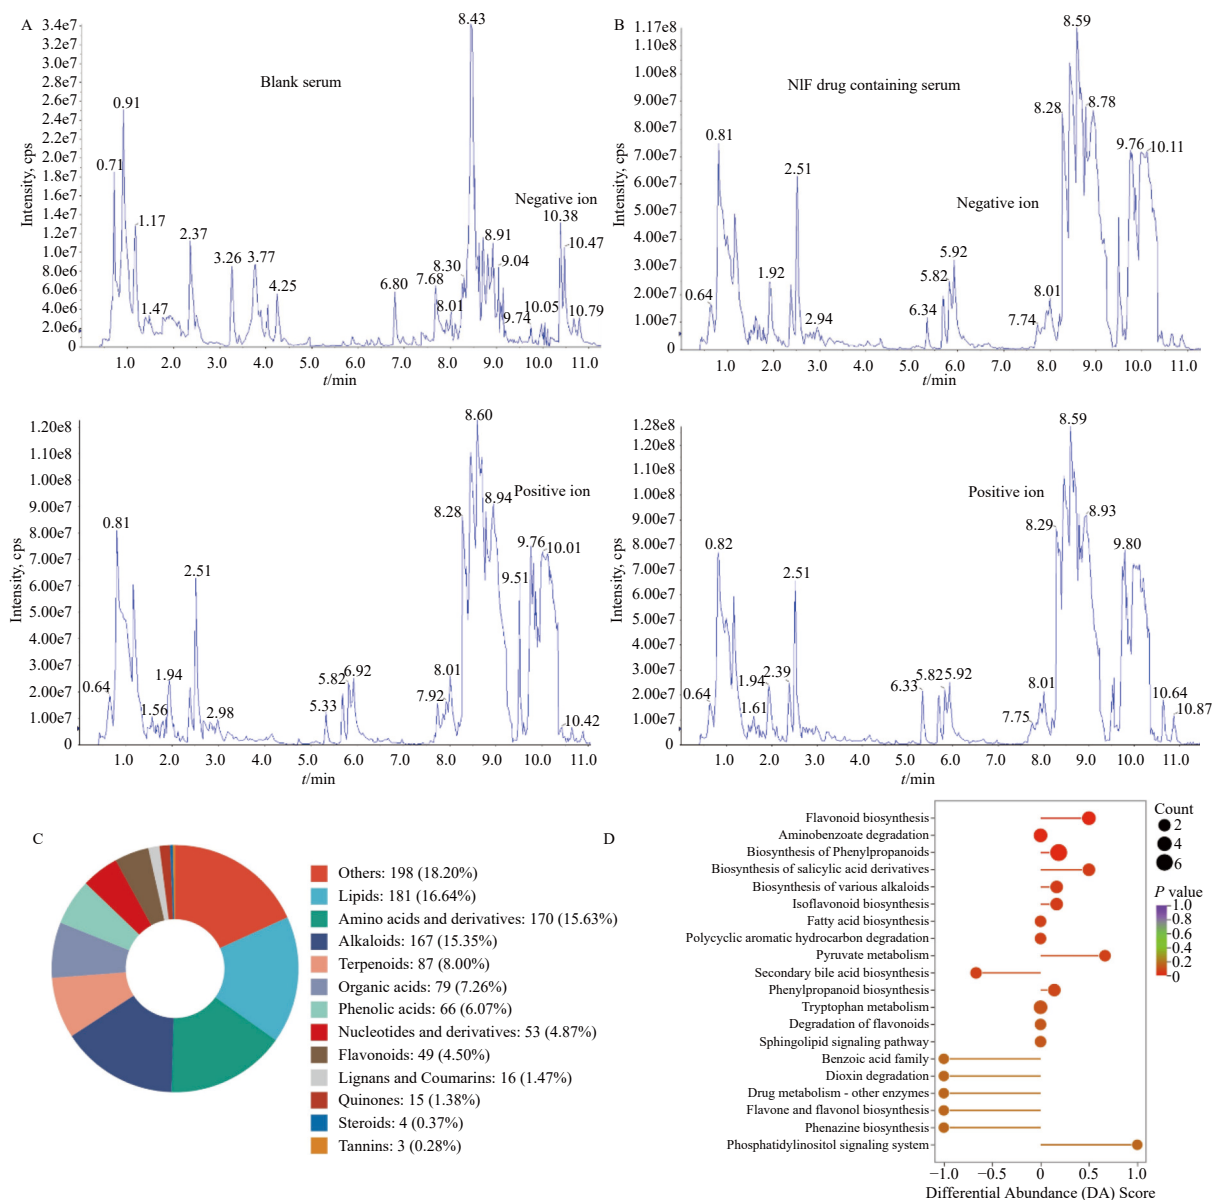 A
Blank serum
Intensity, cps
3.4e7
3.2e7
3.0e7
2.8e7
2.6e7
2.4e7
2.2e7
2.0e7
1.8e7
1.6e7
1.4e7
1.2e7
1.0e7
8.0e6
6.0e6
4.0e6
2.0e6
0
0.71
0.91
1.17
1.47
2.37
3.26
3.77
4.25
6.80
7.68
8.01
8.30
8.43
8.91
9.04
9.74
10.05
Negative ion
10.38
10.47
10.79
1.0 2.0 3.0 4.0 5.0 6.0 7.0 8.0 9.0 10.0 11.0
t/min
B
NIF drug containing serum
Negative ion
Intensity, cps
1.17e8
1.10e8
1.00e8
9.00e7
8.00e7
7.00e7
6.00e7
5.00e7
4.00e7
3.00e7
2.00e7
1.00e7
0
0.64
0.81
1.92
2.51
2.94
6.34
5.82
5.92
7.74
8.01
8.28
8.59
8.78
9.76
10.11
1.0 2.0 3.0 4.0 5.0 6.0 7.0 8.0 9.0 10.0 11.0
t/min
Positive ion
Intensity, cps
1.20e8
1.00e8
9.00e7
8.00e7
7.00e7
6.00e7
5.00e7
4.00e7
3.00e7
2.00e7
1.00e7
0
0.64
0.81
1.56
1.94
2.51
2.98
5.33
5.82
6.92
7.92
8.01
8.28
8.60
8.94
9.51
9.76
10.01
10.42
1.0 2.0 3.0 4.0 5.0 6.0 7.0 8.0 9.0 10.0 11.0
t/min
Positive ion
Intensity, cps
1.28e8
1.20e8
1.10e8
1.00e8
9.00e7
8.00e7
7.00e7
6.00e7
5.00e7
4.00e7
3.00e7
2.00e7
1.00e7
0
0.64
0.82
1.61
1.94
2.39
2.51
6.33
5.82
5.92
7.75
8.01
8.29
8.59
8.93
9.80
10.64
10.87
1.0 2.0 3.0 4.0 5.0 6.0 7.0 8.0 9.0 10.0 11.0
t/min
C
Others: 198 (18.20%)
Lipids: 181 (16.64%)
Amino acids and derivatives: 170 (15.63%)
Alkaloids: 167 (15.35%)
Terpenoids: 87 (8.00%)
Organic acids: 79 (7.26%)
Phenolic acids: 66 (6.07%)
Nucleotides and derivatives: 53 (4.87%)
Flavonoids: 49 (4.50%)
Lignans and Coumarins: 16 (1.47%)
Quinones: 15 (1.38%)
Steroids: 4 (0.37%)
Tannins: 3 (0.28%)
D
Flavonoid biosynthesis
Aminobenzoate degradation
Biosynthesis of Phenylpropanoids
Biosynthesis of salicylic acid derivatives
Biosynthesis of various alkaloids
Isoflavonoid biosynthesis
Fatty acid biosynthesis
Polycyclic aromatic hydrocarbon degradation
Pyruvate metabolism
Secondary bile acid biosynthesis
Phenylpropanoid biosynthesis
Tryptophan metabolism
Degradation of flavonoids
Sphingolipid signaling pathway
Benzoic acid family
Dioxin degradation
Drug metabolism - other enzymes
Flavone and flavonol biosynthesis
Phenazine biosynthesis
Phosphatidylinositol signaling system
−1.0 −0.5 0 0.5 1.0
Differential Abundance (DA) Score
Count
2
4
6
P value
1.0
0.8
0.6
0.4
0.2
0